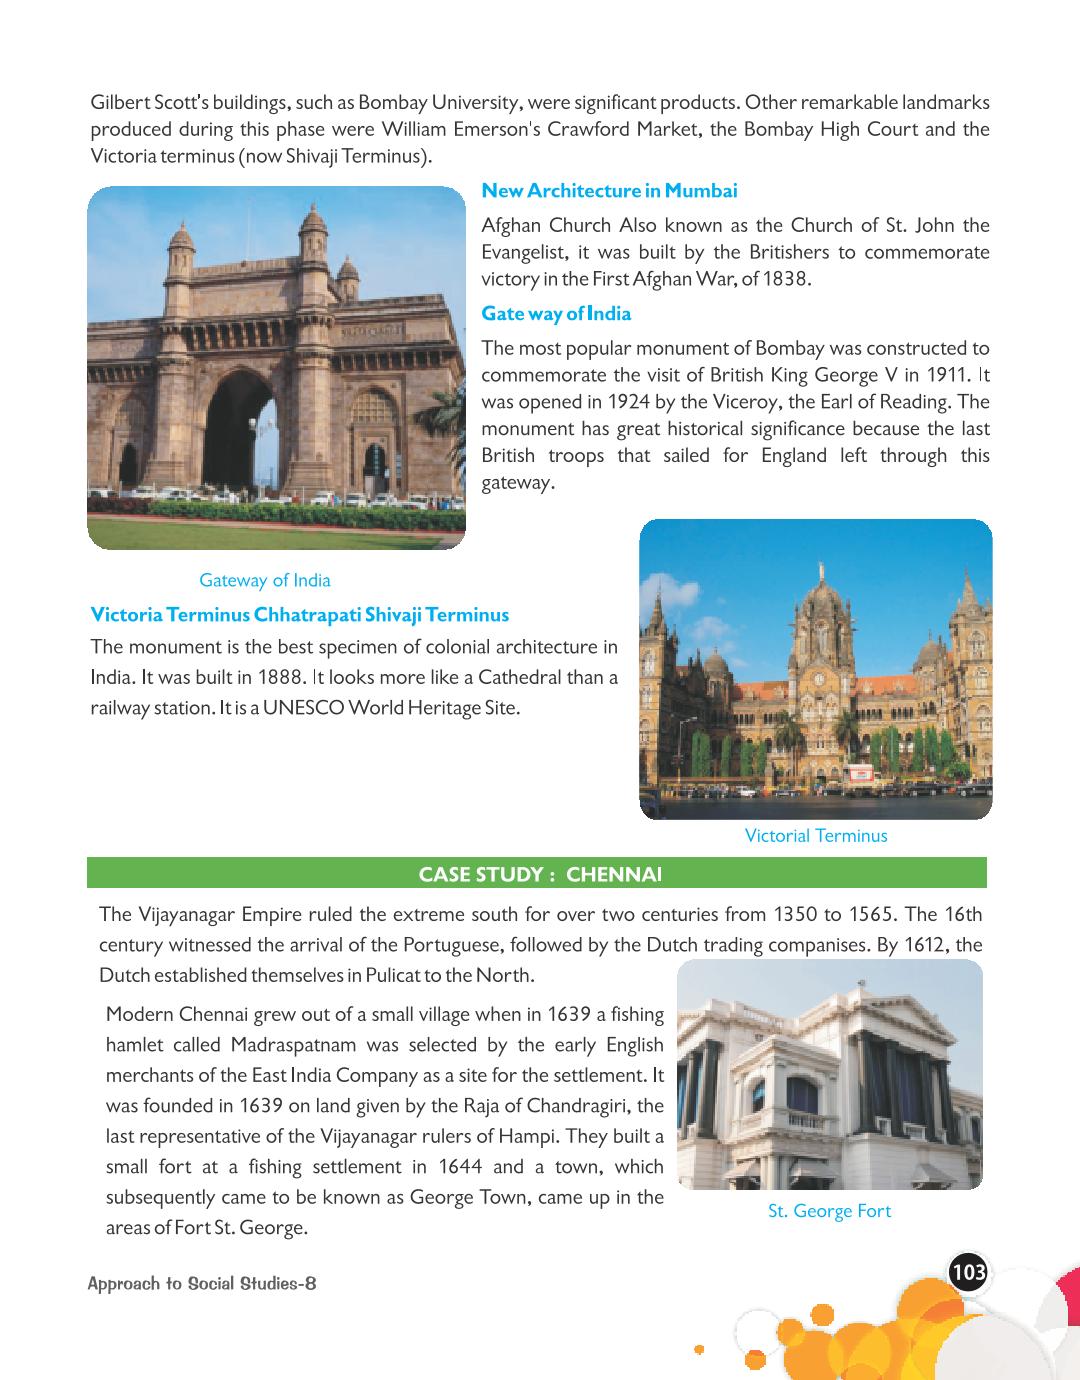 Gilbert Scott's buildings, such as Bombay University, were significant products. Other remarkable landmarks
produced during this phase were William Emerson's Crawford Market, the Bombay High Court and the
Victoria terminus (now Shivaji Terminus).
New Architecture in Mumbai
Afghan Church Also known as the Church of St. John the
Evangelist, it was built by the Britishers to commemorate
victory in the First Afghan War, of 1838.
Gate way of India
The most popular monument of Bombay was constructed to
commemorate the visit of British King George V in 1911. It
was opened in 1924 by the Viceroy, the Earl of Reading. The
monument has great historical significance because the last
British troops that sailed for England left through this
gateway.
Gateway of India
Victoria Terminus Chhatrapati Shivaji Terminus
The monument is the best specimen of colonial architecture in
India. It was built in 1888. It looks more like a Cathedral than a
railway station. It is a UNESCO World Heritage Site.
Victorial Terminus
CASE STUDY : CHENNAI
The Vijayanagar Empire ruled the extreme south for over two centuries from 1350 to 1565. The 16th
century witnessed the arrival of the Portuguese, followed by the Dutch trading companises. By 1612, the
Dutch established themselves in Pulicat to the North.
Modern Chennai grew out of a small village when in 1639 a fishing
hamlet called Madraspatnam was selected by the early English
merchants of the East India Company as a site for the settlement. It
was founded in 1639 on land given by the Raja of Chandragiri, the
last representative of the Vijayanagar rulers of Hampi. They built a
small fort at a fishing settlement in 1644 and a town, which
subsequently came to be known as George Town, came up in the
areas of Fort St. George.
St. George Fort
Approach to Social Studies-8
103